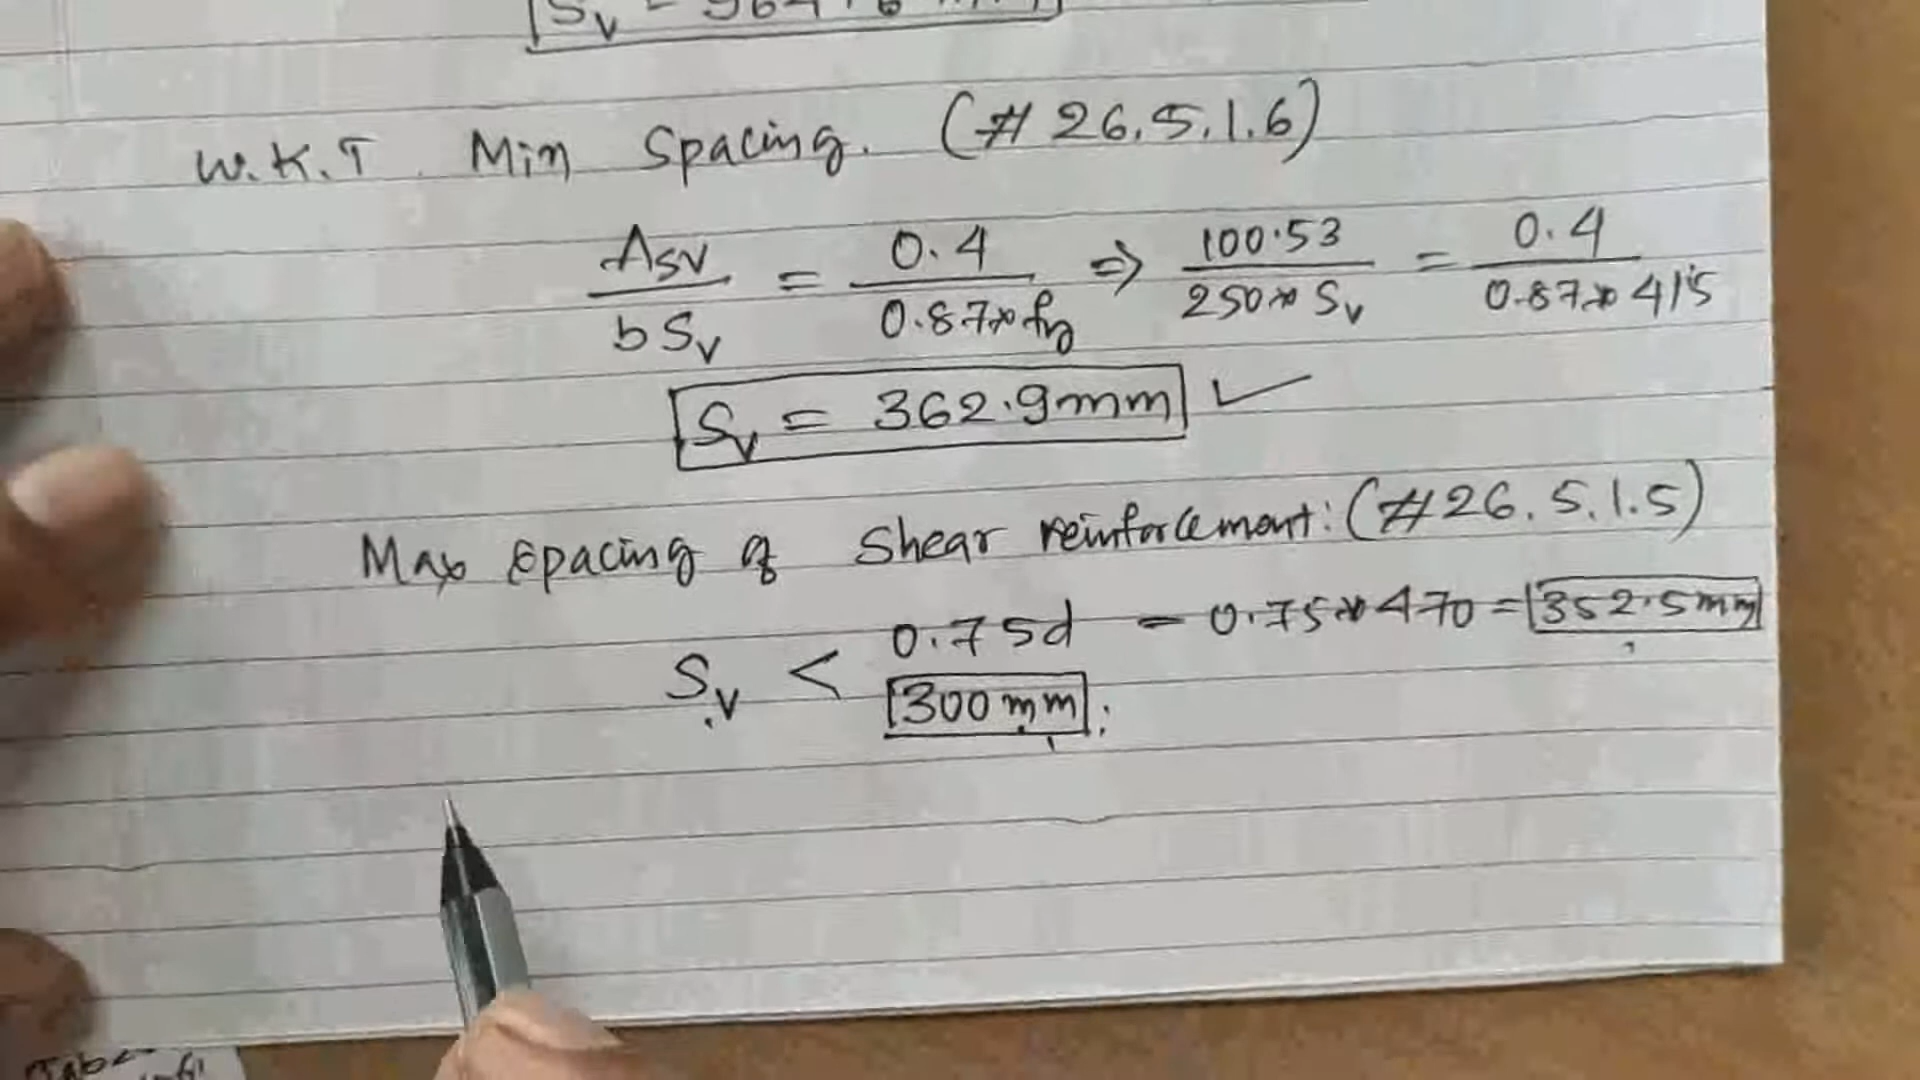 W.K.T. Min Spacing. (# 26.5.1.6)
Asv / b Sv = 0.4 / 0.87*fy ⇒ 100.53 / 250*Sv = 0.4 / 0.87*415
Sv = 362.9mm ✓
Max spacing of Shear reinforcement: (#26.5.1.5)
Sv < 0.75d = 0.75*470 = 352.5mm
300mm